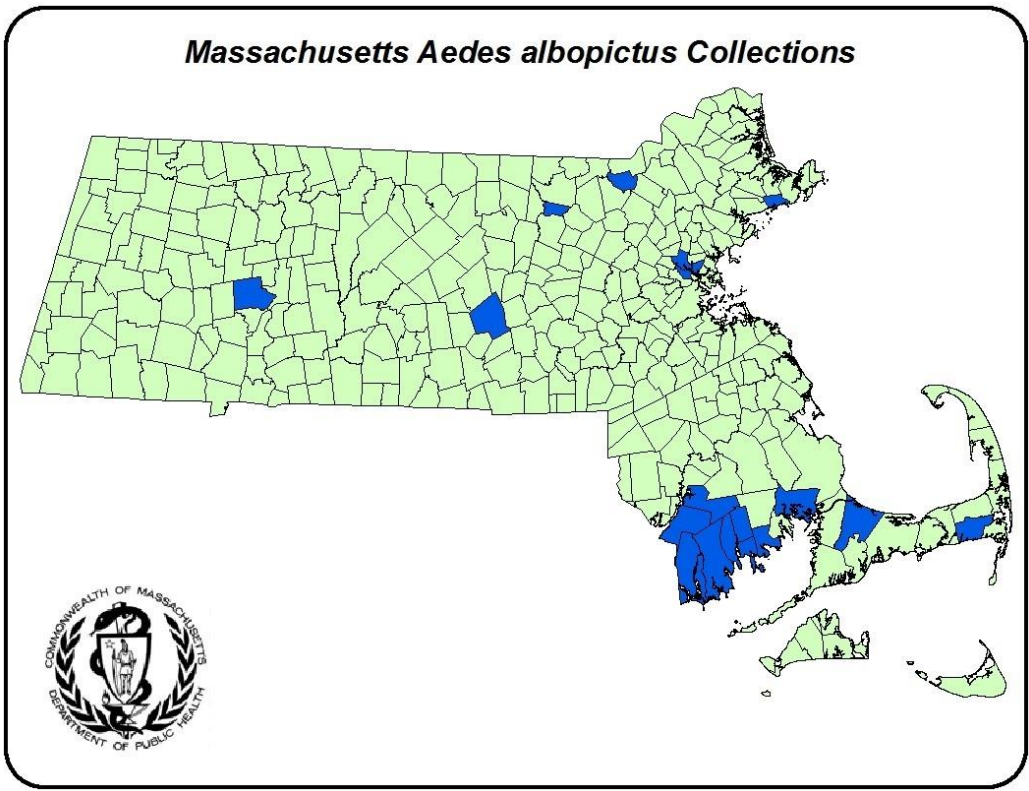 Massachusetts Aedes albopictus Collections
COMMONWEALTH OF MASSACHUSETTS
DEPARTMENT OF PUBLIC HEALTH